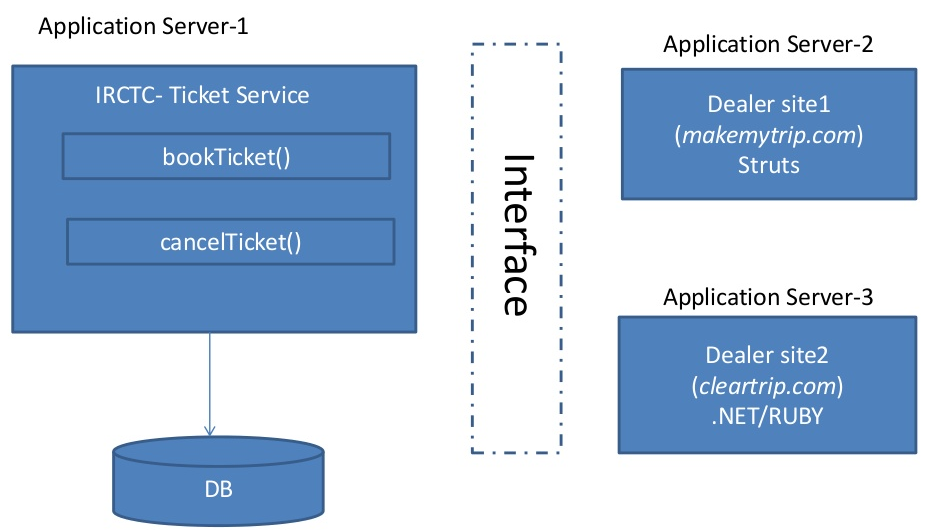 Application Server-1
IRCTC- Ticket Service
bookTicket()
cancelTicket()
DB
Interface
Application Server-2
Dealer site1
(makemytrip.com)
Struts
Application Server-3
Dealer site2
(cleartrip.com)
.NET/RUBY